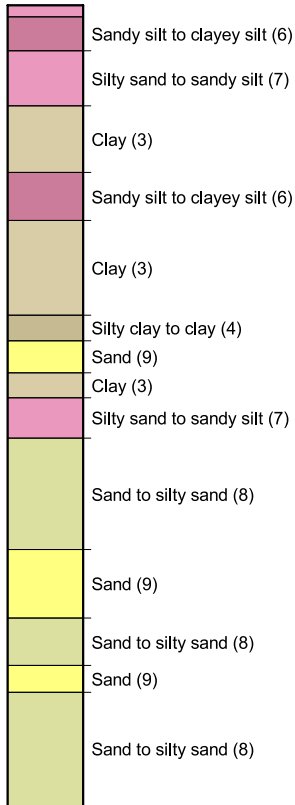 Sandy silt to clayey silt (6)
Silty sand to sandy silt (7)
Clay (3)
Sandy silt to clayey silt (6)
Clay (3)
Silty clay to clay (4)
Sand (9)
Clay (3)
Silty sand to sandy silt (7)
Sand to silty sand (8)
Sand (9)
Sand to silty sand (8)
Sand (9)
Sand to silty sand (8)